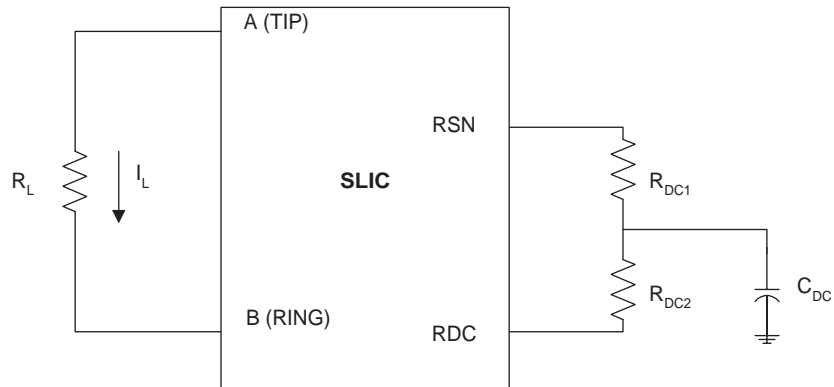 A (TIP)
RSN
R_L
I_L
SLIC
R_DC1
R_DC2
C_DC
B (RING)
RDC